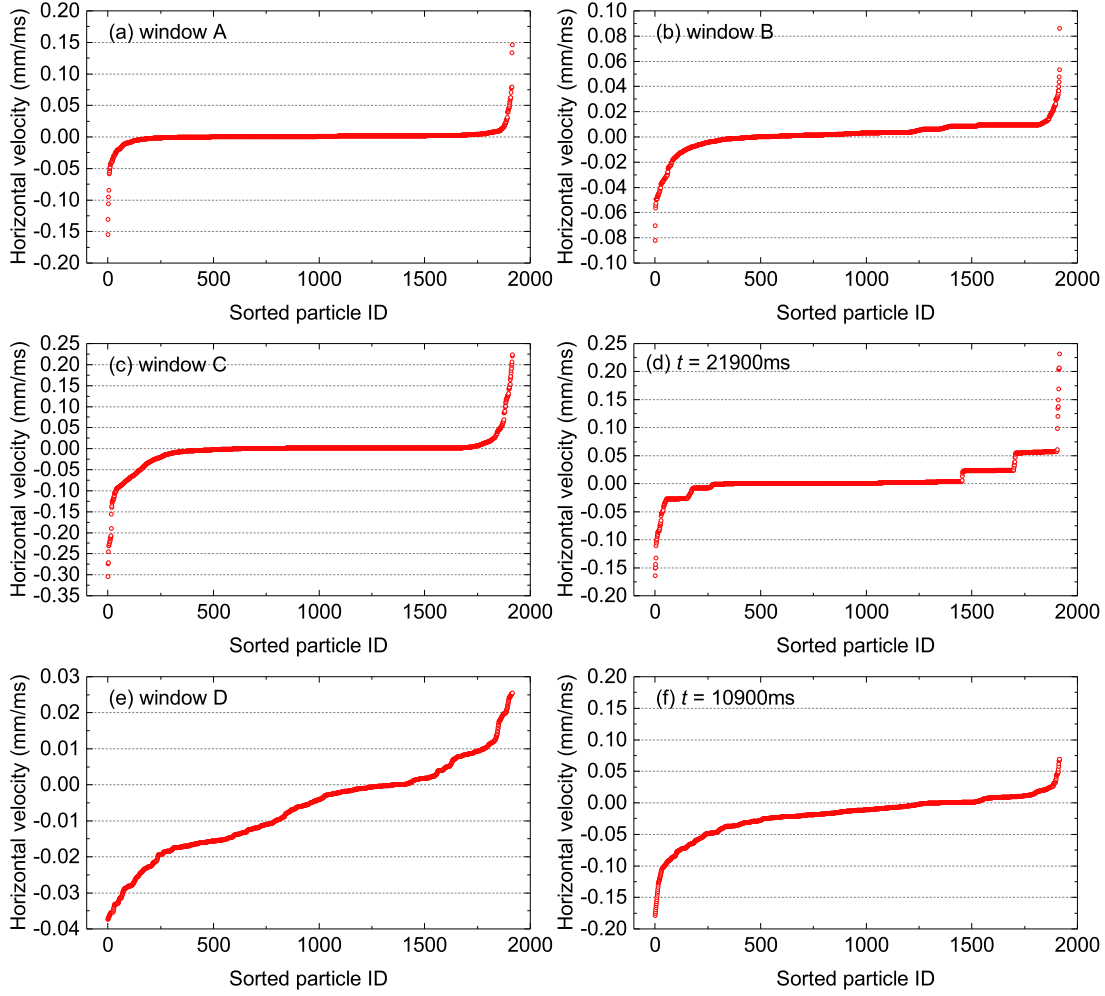 (a) window A
Horizontal velocity (mm/ms)
0.20
0.15
0.10
0.05
0.00
-0.05
-0.10
-0.15
-0.20
0 500 1000 1500 2000
Sorted particle ID
(b) window B
Horizontal velocity (mm/ms)
0.10
0.08
0.06
0.04
0.02
0.00
-0.02
-0.04
-0.06
-0.08
-0.10
0 500 1000 1500 2000
Sorted particle ID
(c) window C
Horizontal velocity (mm/ms)
0.25
0.20
0.15
0.10
0.05
0.00
-0.05
-0.10
-0.15
-0.20
-0.25
-0.30
-0.35
0 500 1000 1500 2000
Sorted particle ID
(d) t = 21900ms
Horizontal velocity (mm/ms)
0.25
0.20
0.15
0.10
0.05
0.00
-0.05
-0.10
-0.15
-0.20
0 500 1000 1500 2000
Sorted particle ID
(e) window D
Horizontal velocity (mm/ms)
0.03
0.02
0.01
0.00
-0.01
-0.02
-0.03
-0.04
0 500 1000 1500 2000
Sorted particle ID
(f) t = 10900ms
Horizontal velocity (mm/ms)
0.20
0.15
0.10
0.05
0.00
-0.05
-0.10
-0.15
-0.20
0 500 1000 1500 2000
Sorted particle ID